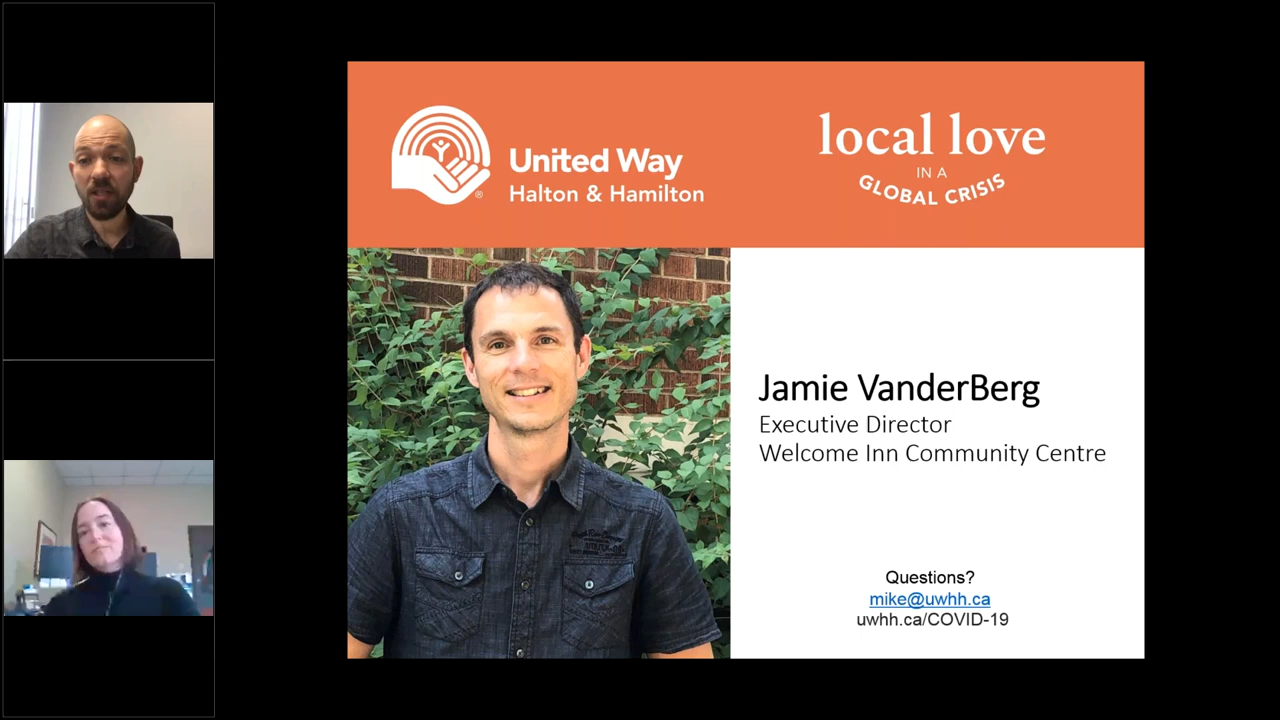 United Way
Halton & Hamilton
®
local love
IN A
GLOBAL CRISIS
Jamie VanderBerg
Executive Director
Welcome Inn Community Centre
Questions?
mike@uwhh.ca
uwhh.ca/COVID-19